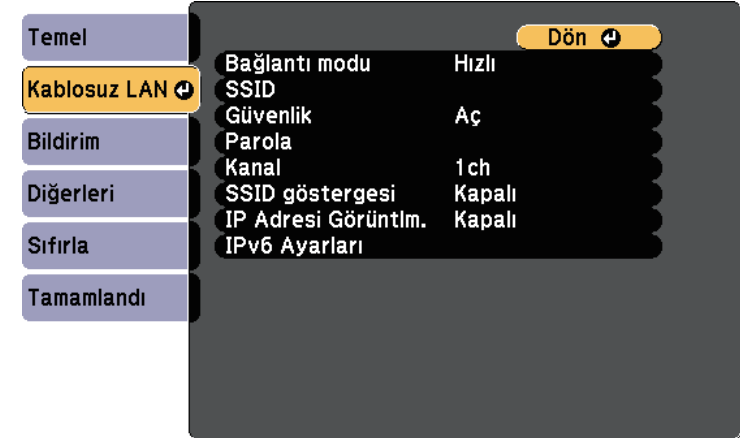 Temel
Kablosuz LAN
Bildirim
Diğerleri
Sıfırla
Tamamlandı
Dön
Bağlantı modu Hızlı
SSID
Güvenlik Aç
Parola
Kanal 1ch
SSID göstergesi Kapalı
IP Adresi Görüntlm. Kapalı
IPv6 Ayarları